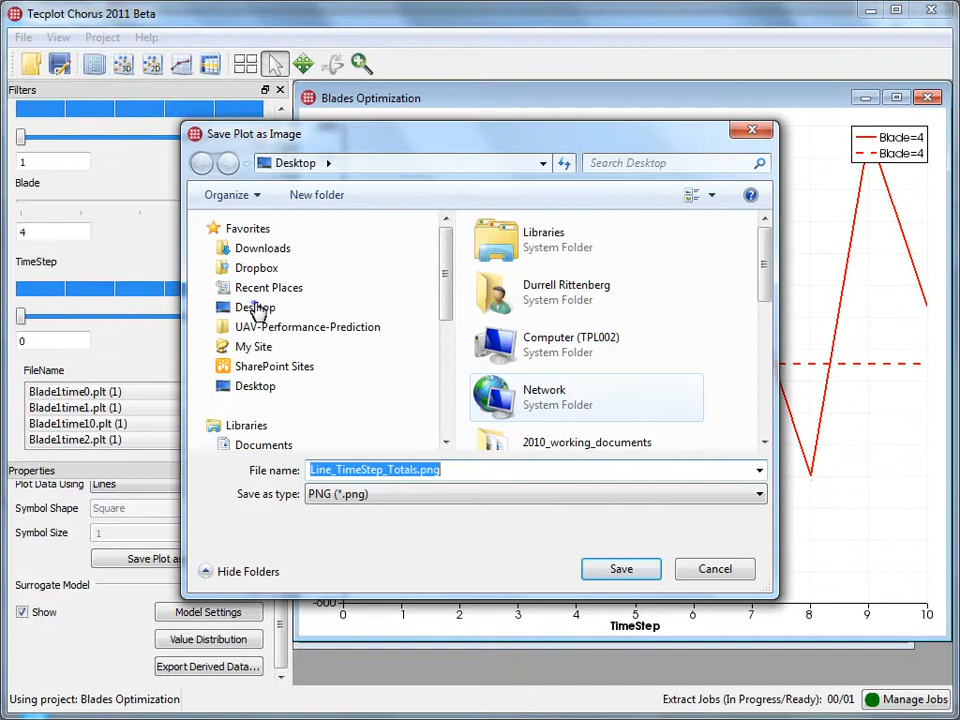 Tecplot Chorus 2011 Beta
File View Project Help
Filters
1
Blade
4
TimeStep
0
FileName
Blade1time0.plt (1)
Blade1time1.plt (1)
Blade1time10.plt (1)
Blade1time2.plt (1)
Properties
Plot Data Using Lines
Symbol Shape Square
Symbol Size 1
Save Plot as
Surrogate Model
Show Model Settings
Value Distribution
Export Derived Data...
Using project: Blades Optimization
Blades Optimization
Blade=4
Blade=4
Save Plot as Image
Desktop
Search Desktop
Organize New folder
Favorites
Downloads
Dropbox
Recent Places
Desktop
UAV-Performance-Prediction
My Site
SharePoint Sites
Desktop
Libraries
Documents
Libraries
System Folder
Durrell Rittenberg
System Folder
Computer (TPL002)
System Folder
Network
System Folder
2010_working_documents
File name: Line_TimeStep_Totals.png
Save as type: PNG (*.png)
Hide Folders Save Cancel
-600
0 1 2 3 4 5 6 7 8 9 10
TimeStep
Extract Jobs (In Progress/Ready): 00/01 Manage Jobs